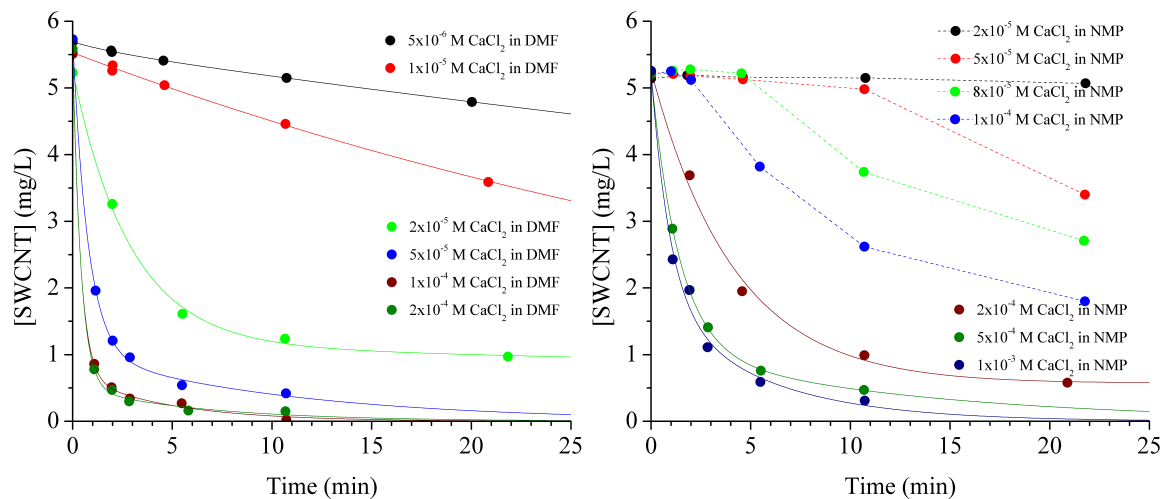 6
5
4
3
2
1
0
0
5
10
15
20
25
[SWCNT] (mg/L)
Time (min)
5x10⁻⁶ M CaCl₂ in DMF
1x10⁻⁵ M CaCl₂ in DMF
2x10⁻⁵ M CaCl₂ in DMF
5x10⁻⁵ M CaCl₂ in DMF
1x10⁻⁴ M CaCl₂ in DMF
2x10⁻⁴ M CaCl₂ in DMF
6
5
4
3
2
1
0
0
5
10
15
20
25
[SWCNT] (mg/L)
Time (min)
2x10⁻⁵ M CaCl₂ in NMP
5x10⁻⁵ M CaCl₂ in NMP
8x10⁻⁵ M CaCl₂ in NMP
1x10⁻⁴ M CaCl₂ in NMP
2x10⁻⁴ M CaCl₂ in NMP
5x10⁻⁴ M CaCl₂ in NMP
1x10⁻³ M CaCl₂ in NMP